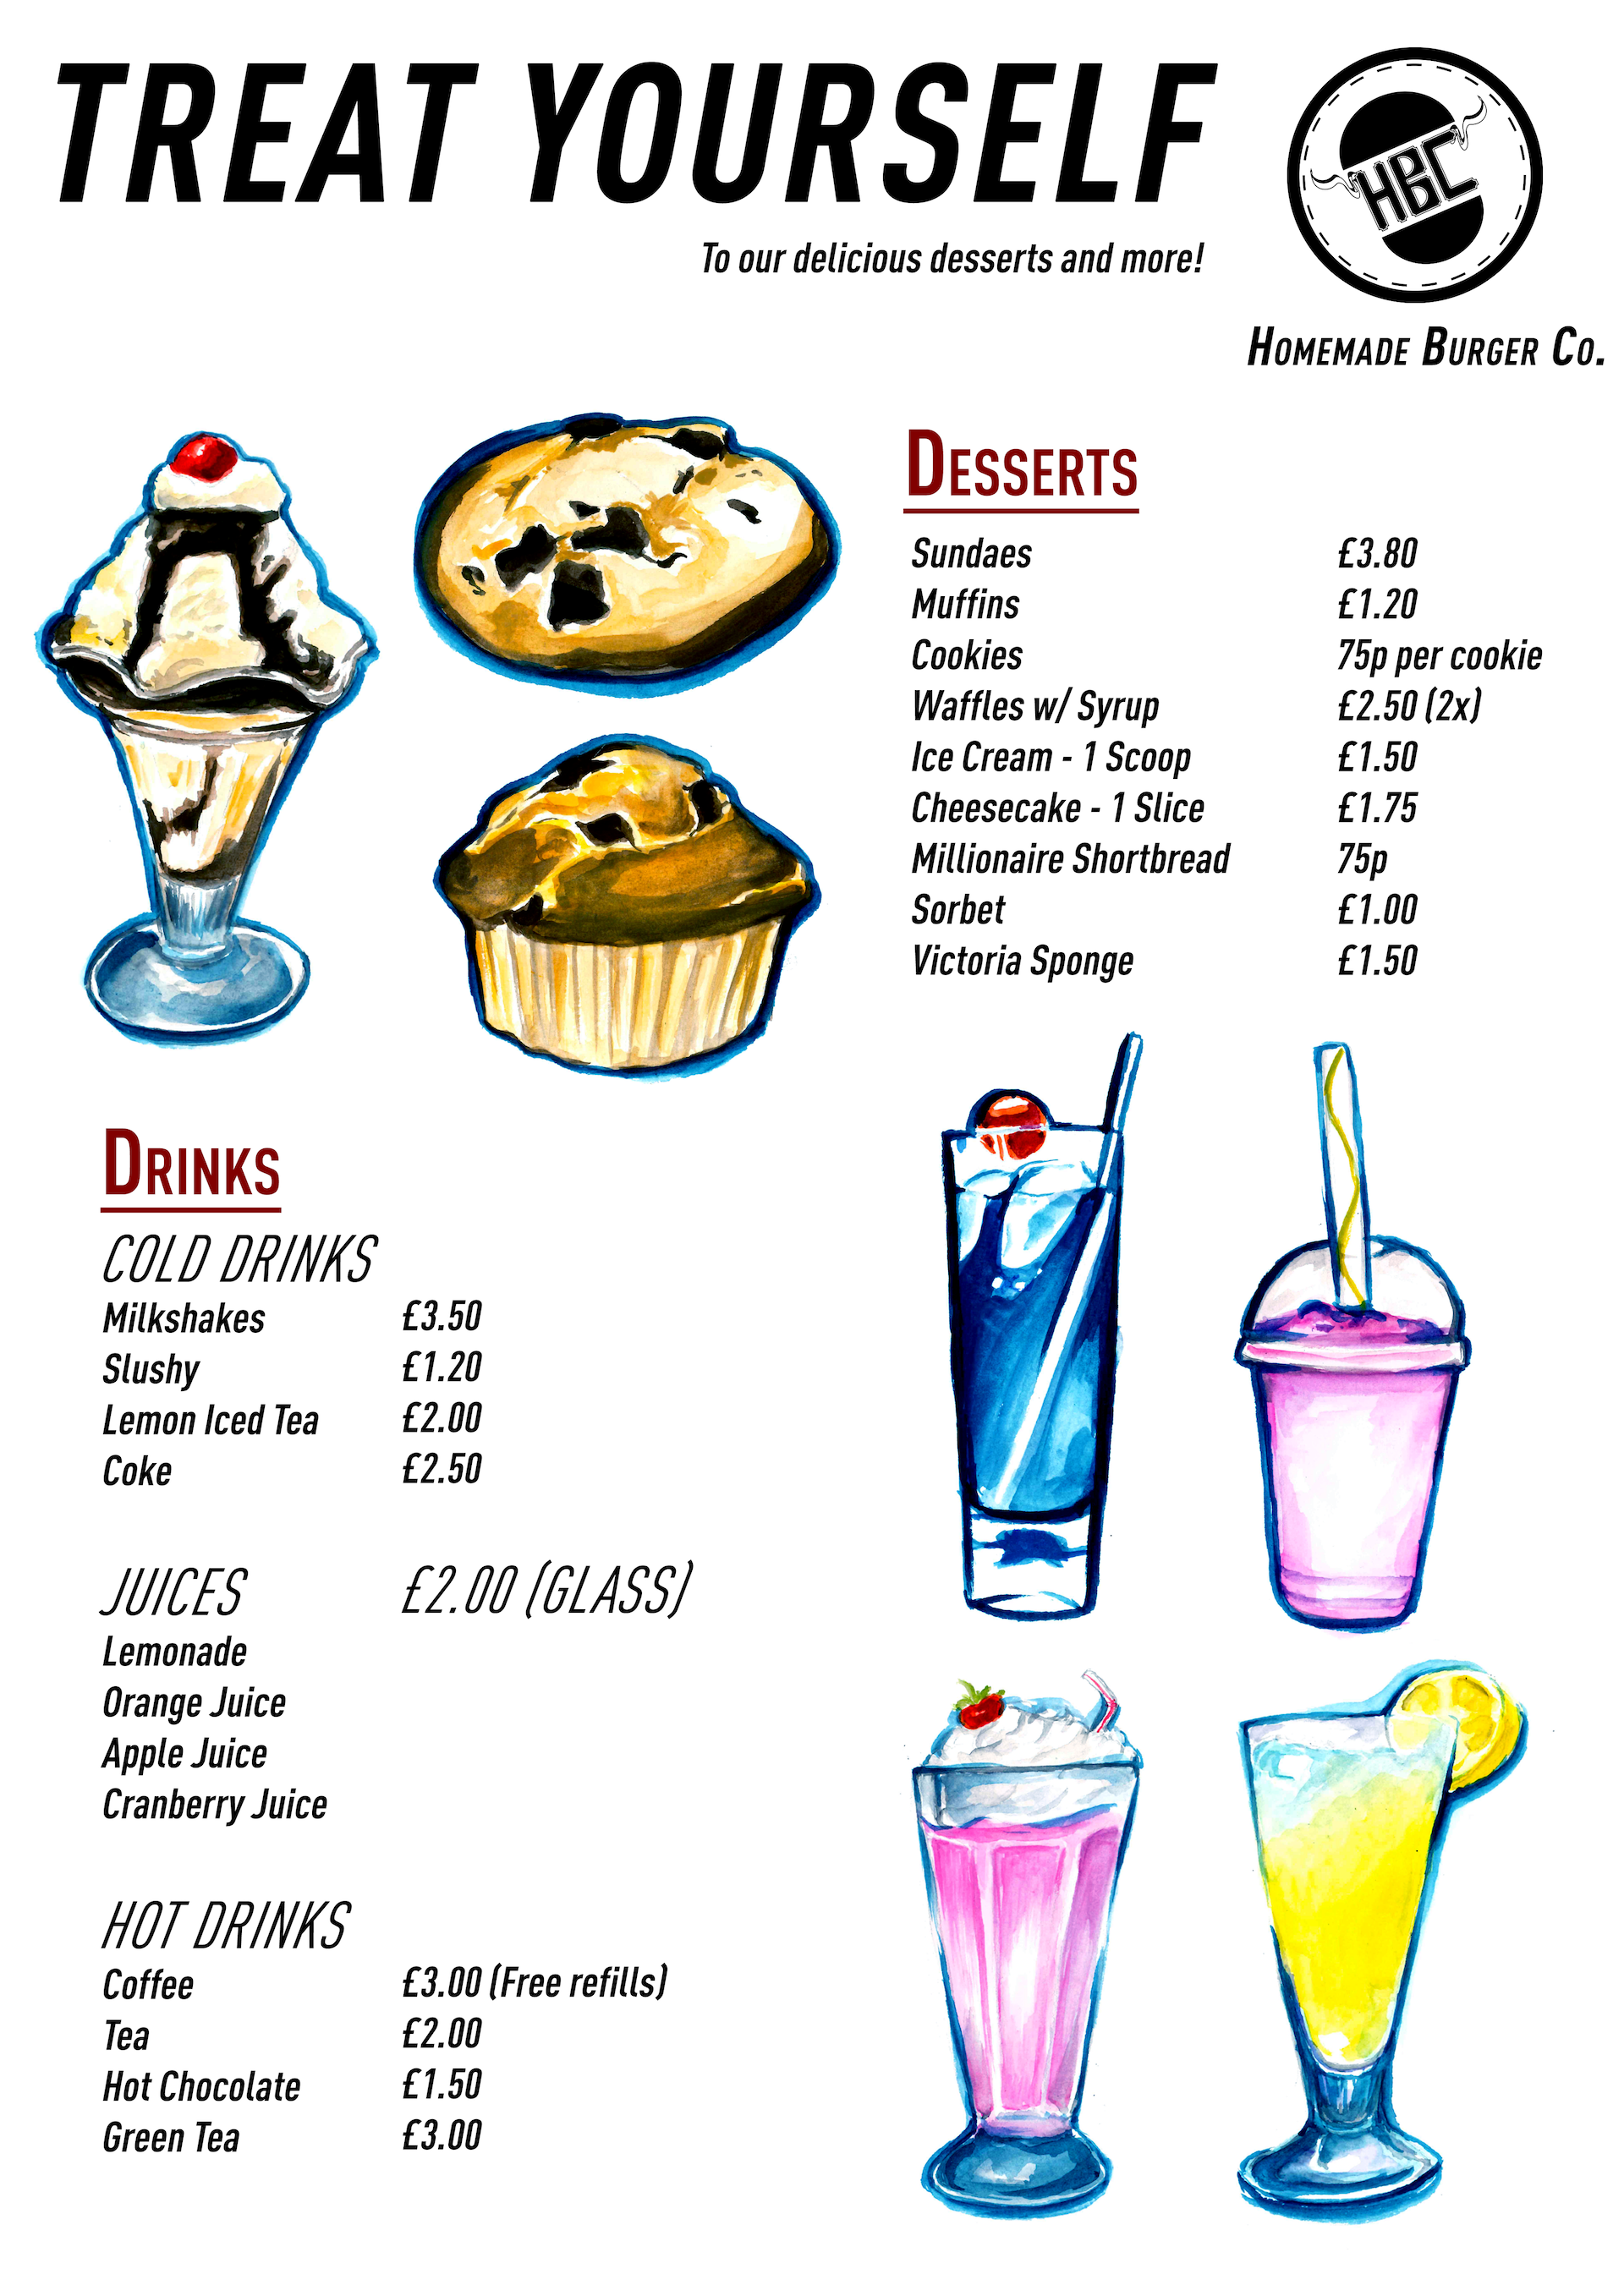 TREAT YOURSELF
To our delicious desserts and more!
HBC
HOMEMADE BURGER CO.
DESSERTS
Sundaes £3.80
Muffins £1.20
Cookies 75p per cookie
Waffles w/ Syrup £2.50 (2x)
Ice Cream - 1 Scoop £1.50
Cheesecake - 1 Slice £1.75
Millionaire Shortbread 75p
Sorbet £1.00
Victoria Sponge £1.50
DRINKS
COLD DRINKS
Milkshakes £3.50
Slushy £1.20
Lemon Iced Tea £2.00
Coke £2.50
JUICES £2.00 (GLASS)
Lemonade
Orange Juice
Apple Juice
Cranberry Juice
HOT DRINKS
Coffee £3.00 (Free refills)
Tea £2.00
Hot Chocolate £1.50
Green Tea £3.00